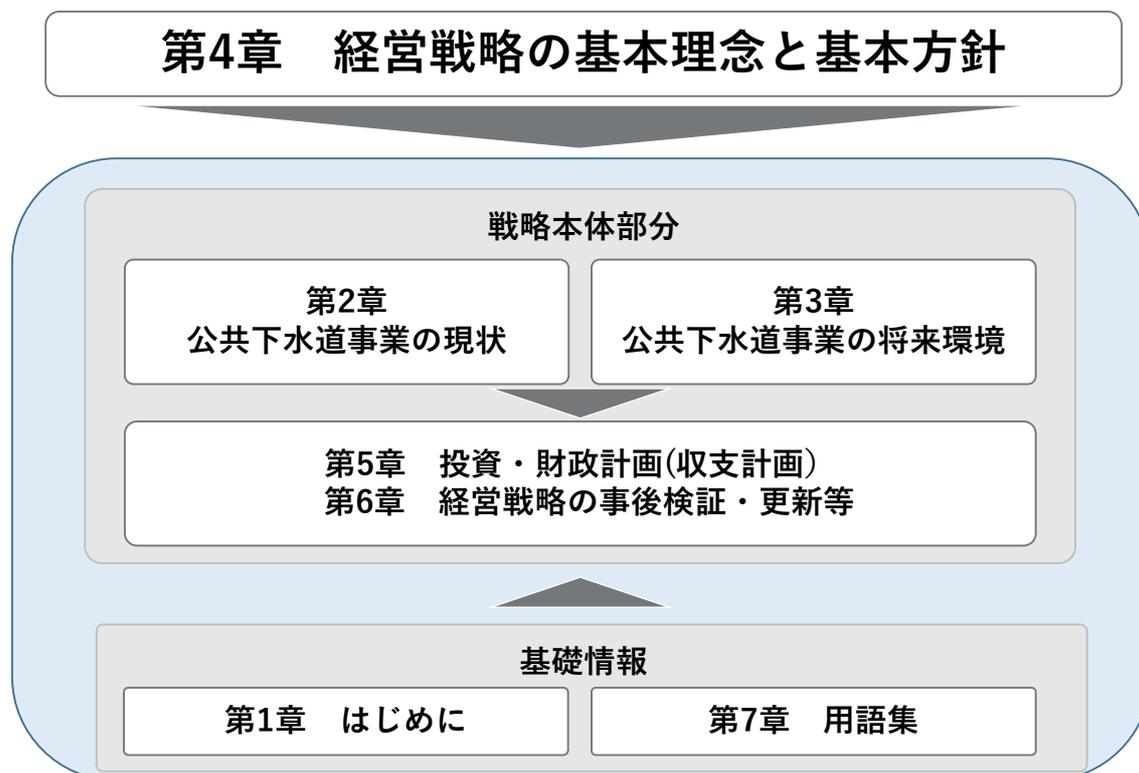 第4章　経営戦略の基本理念と基本方針
戦略本体部分
第2章
公共下水道事業の現状
第3章
公共下水道事業の将来環境
第5章　投資・財政計画(収支計画)
第6章　経営戦略の事後検証・更新等
基礎情報
第1章　はじめに
第7章　用語集